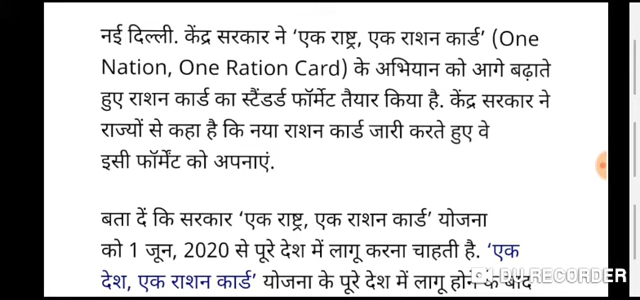 नई दिल्ली. केंद्र सरकार ने ‘एक राष्ट्र, एक राशन कार्ड’ (One
Nation, One Ration Card) के अभियान को आगे बढ़ाते
हुए राशन कार्ड का स्टैंडर्ड फॉर्मेट तैयार किया है. केंद्र सरकार ने
राज्यों से कहा है कि नया राशन कार्ड जारी करते हुए वे
इसी फॉर्मेंट को अपनाएं.
बता दें कि सरकार ‘एक राष्ट्र, एक राशन कार्ड’ योजना
को 1 जून, 2020 से पूरे देश में लागू करना चाहती है. ‘एक
देश, एक राशन कार्ड’ योजना के पूरे देश में लागू होने के बाद
RECORDER